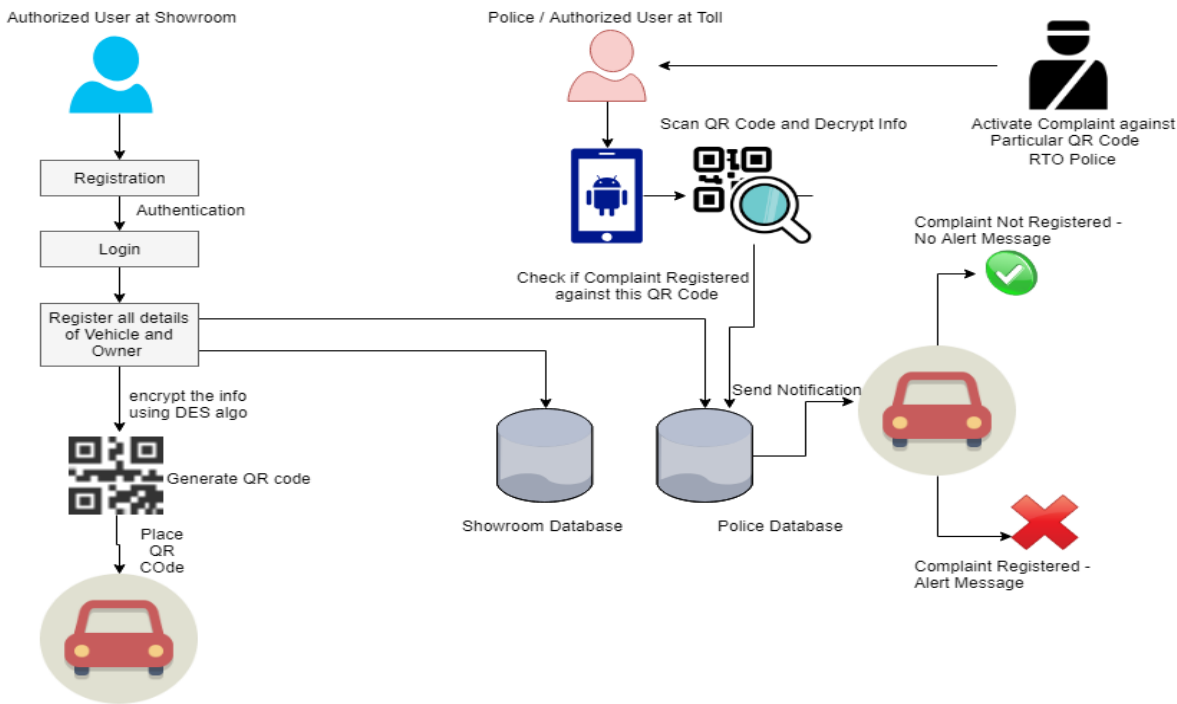 Authorized User at Showroom
Police / Authorized User at Toll
Scan QR Code and Decrypt Info
Activate Complaint against
Particular QR Code
RTO Police
Registration
Authentication
Login
Complaint Not Registered -
No Alert Message
Check if Complaint Registered
against this QR Code
Register all details
of Vehicle and
Owner
encrypt the info
using DES algo
Send Notification
Generate QR code
Showroom Database
Police Database
Place
QR
COde
Complaint Registered -
Alert Message